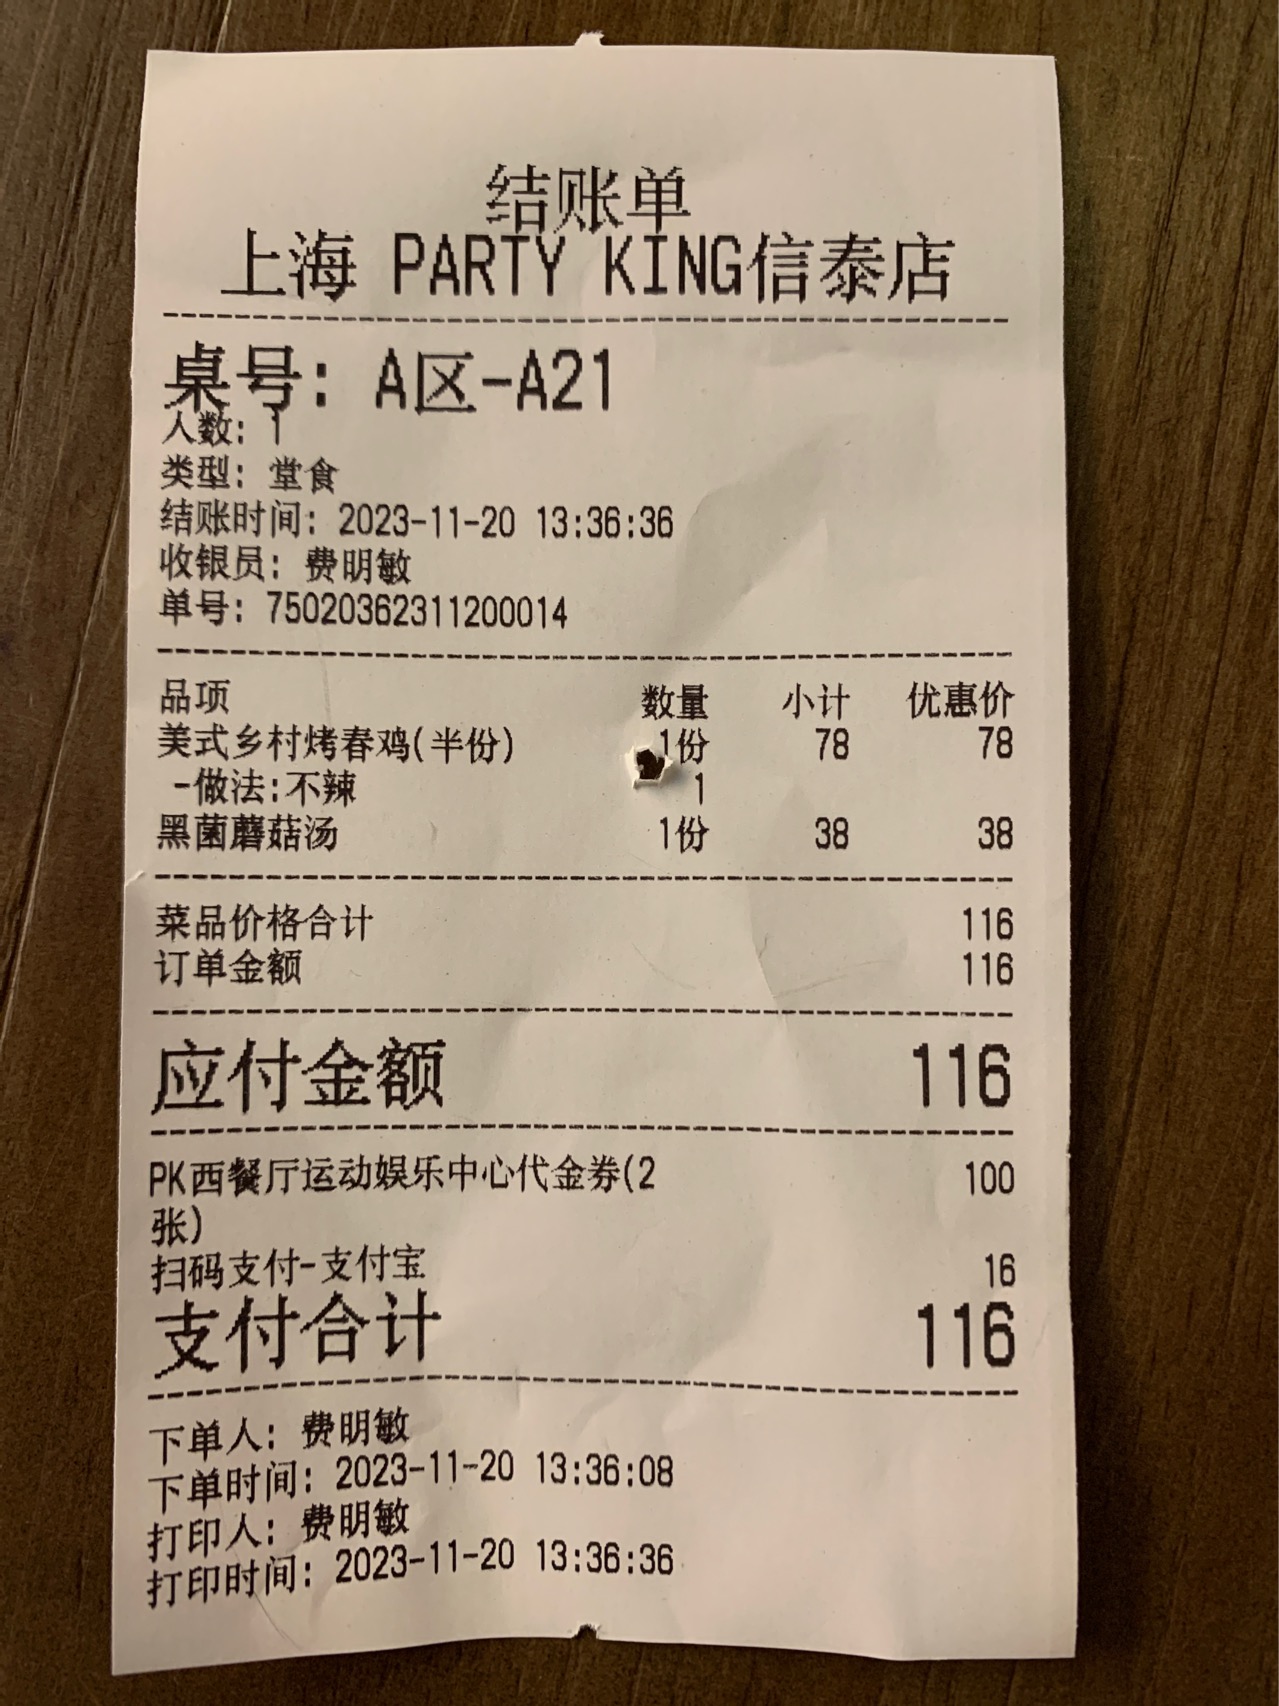 结账单
上海 PARTY KING信泰店
桌号: A区-A21
人数: 1
类型: 堂食
结账时间: 2023-11-20 13:36:36
收银员: 费明敏
单号: 75020362311200014
品项 数量 小计 优惠价
美式乡村烤春鸡(半份) 1份 78 78
-做法:不辣 1
黑菌蘑菇汤 1份 38 38
菜品价格合计 116
订单金额 116
应付金额 116
PK西餐厅运动娱乐中心代金券(2 100
张)
扫码支付-支付宝 16
支付合计 116
下单人: 费明敏
下单时间: 2023-11-20 13:36:08
打印人: 费明敏
打印时间: 2023-11-20 13:36:36